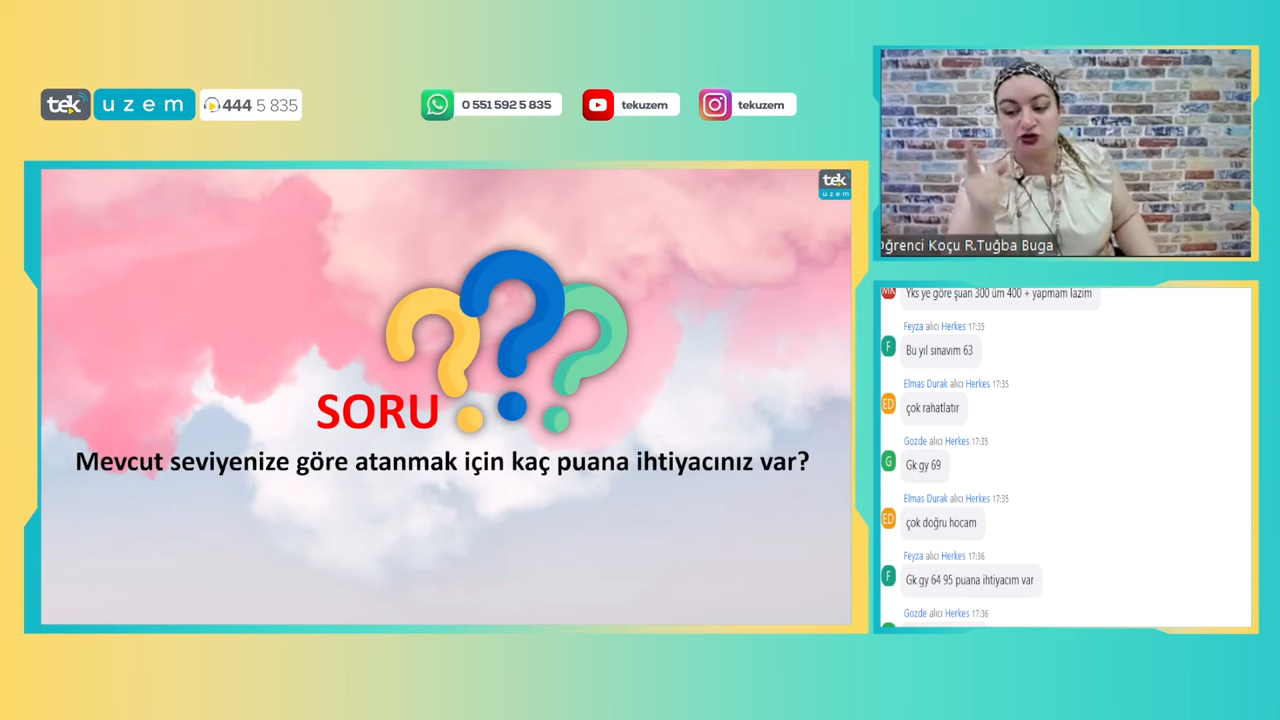 tek
uzem
444 5 835
0 551 592 5 835
tekuzem
tekuzem
tek
uzem
SORU
Mevcut seviyenize göre atanmak için kaç puana ihtiyacınız var?
Öğrenci Koçu R.Tuğba Buga
MK
Yks ye göre şuan 300 üm 400 + yapmam lazim
Feyza alıcı Herkes 17:35
F
Bu yıl sınavım 63
Elmas Durak alıcı Herkes 17:35
ED
çok rahatlatır
Gozde alıcı Herkes 17:35
G
Gk gy 69
Elmas Durak alıcı Herkes 17:35
ED
çok doğru hocam
Feyza alıcı Herkes 17:36
F
Gk gy 64 95 puana ihtiyacım var
Gozde alıcı Herkes 17:36